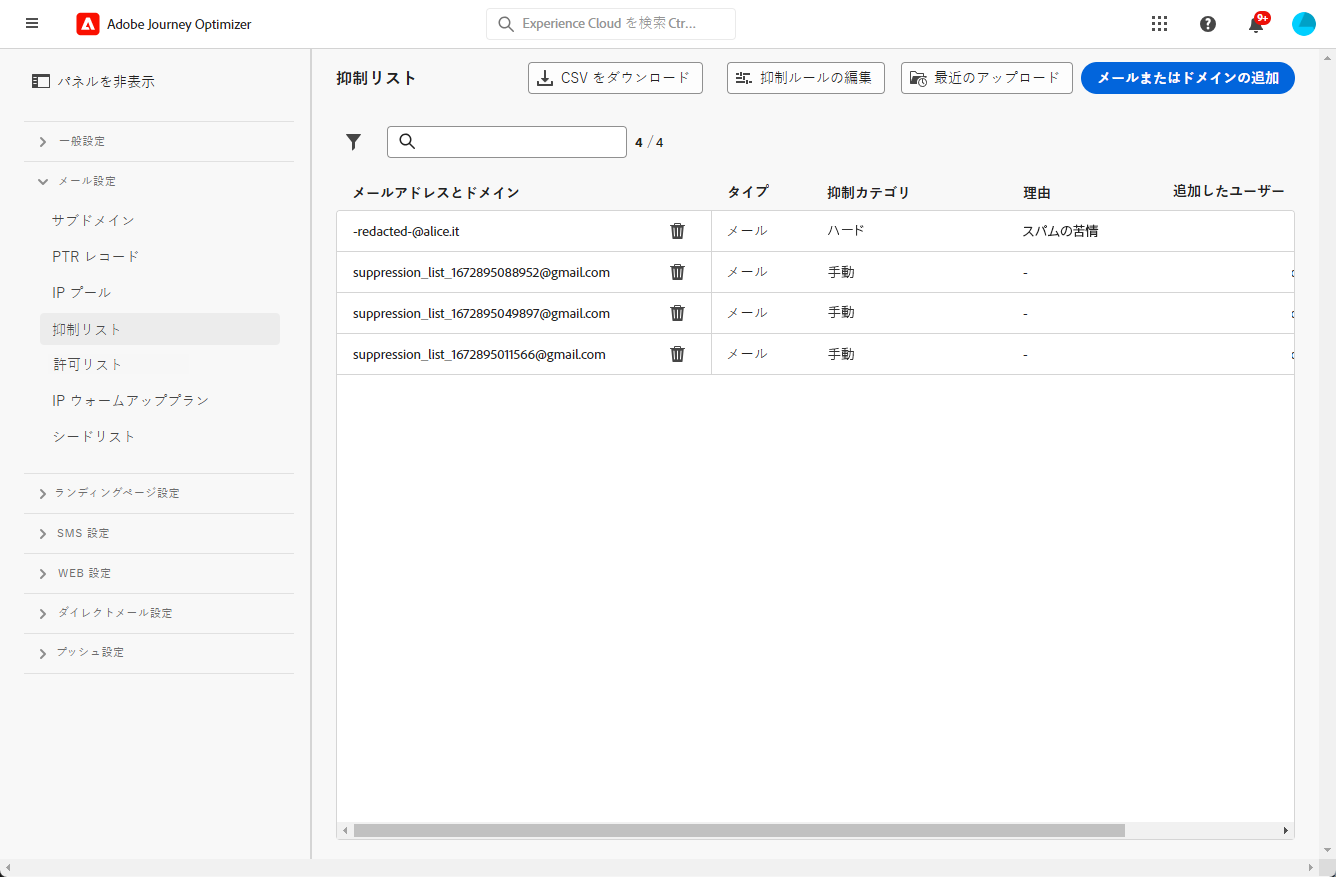 Adobe Journey Optimizer
Experience Cloud を検索 Ctr...
9+
パネルを非表示
一般設定
メール設定
サブドメイン
PTR レコード
IP プール
抑制リスト
許可リスト
IP ウォームアッププラン
シードリスト
ランディングページ設定
SMS 設定
WEB 設定
ダイレクトメール設定
プッシュ設定
抑制リスト
CSV をダウンロード
抑制ルールの編集
最近のアップロード
メールまたはドメインの追加
4 / 4
メールアドレスとドメイン タイプ 抑制カテゴリ 理由 追加したユーザー
-redacted-@alice.it メール ハード スパムの苦情
suppression_list_1672895088952@gmail.com メール 手動 -
suppression_list_1672895049897@gmail.com メール 手動 -
suppression_list_1672895011566@gmail.com メール 手動 -